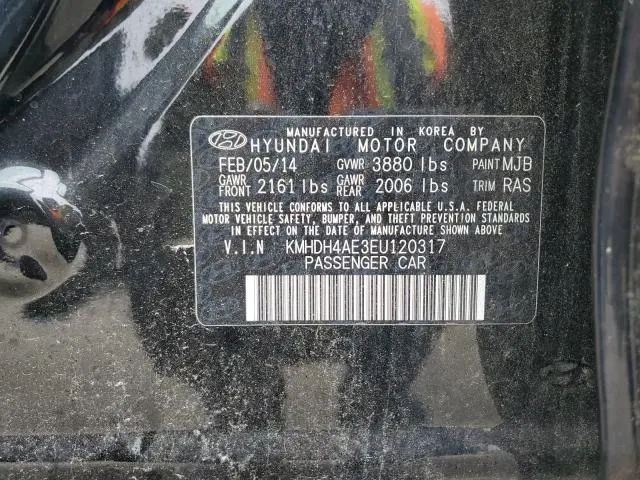 MANUFACTURED IN KOREA BY
HYUNDAI MOTOR COMPANY
FEB/05/14 GVWR 3880 lbs PAINT MJB
GAWR FRONT 2161 lbs GAWR REAR 2006 lbs TRIM RAS
THIS VEHICLE CONFORMS TO ALL APPLICABLE U.S.A. FEDERAL
MOTOR VEHICLE SAFETY, BUMPER, AND THEFT PREVENTION STANDARDS
IN EFFECT ON THE DATE OF MANUFACTURE SHOWN ABOVE.
V.I.N KMHDH4AE3EU120317
PASSENGER CAR